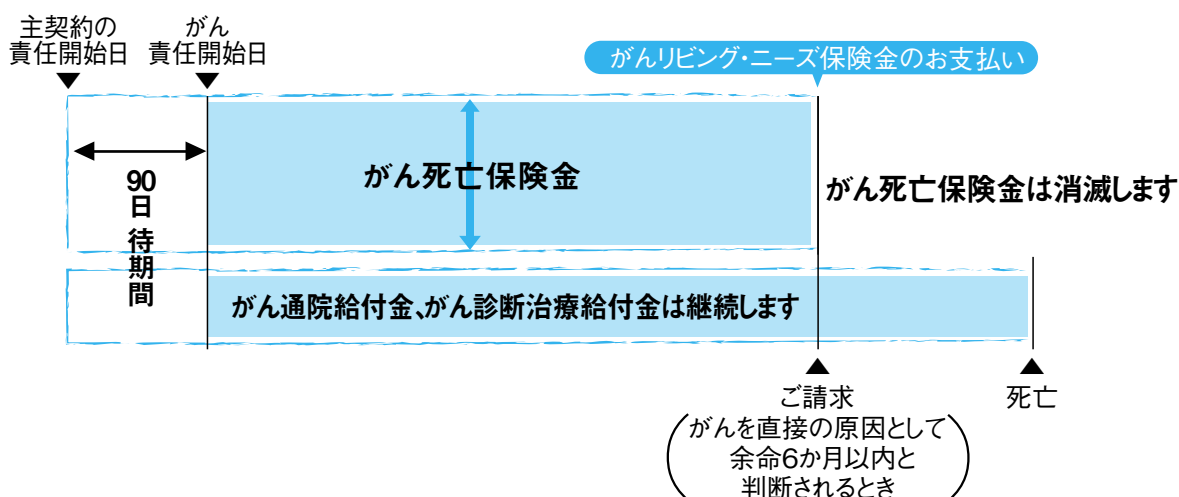 主契約の
責任開始日
がん
責任開始日
がんリビング・ニーズ保険金のお支払い
90日 待期間
がん死亡保険金
がん死亡保険金は消滅します
がん通院給付金、がん診断治療給付金は継続します
ご請求
がんを直接の原因として
余命6か月以内と
判断されるとき
死亡